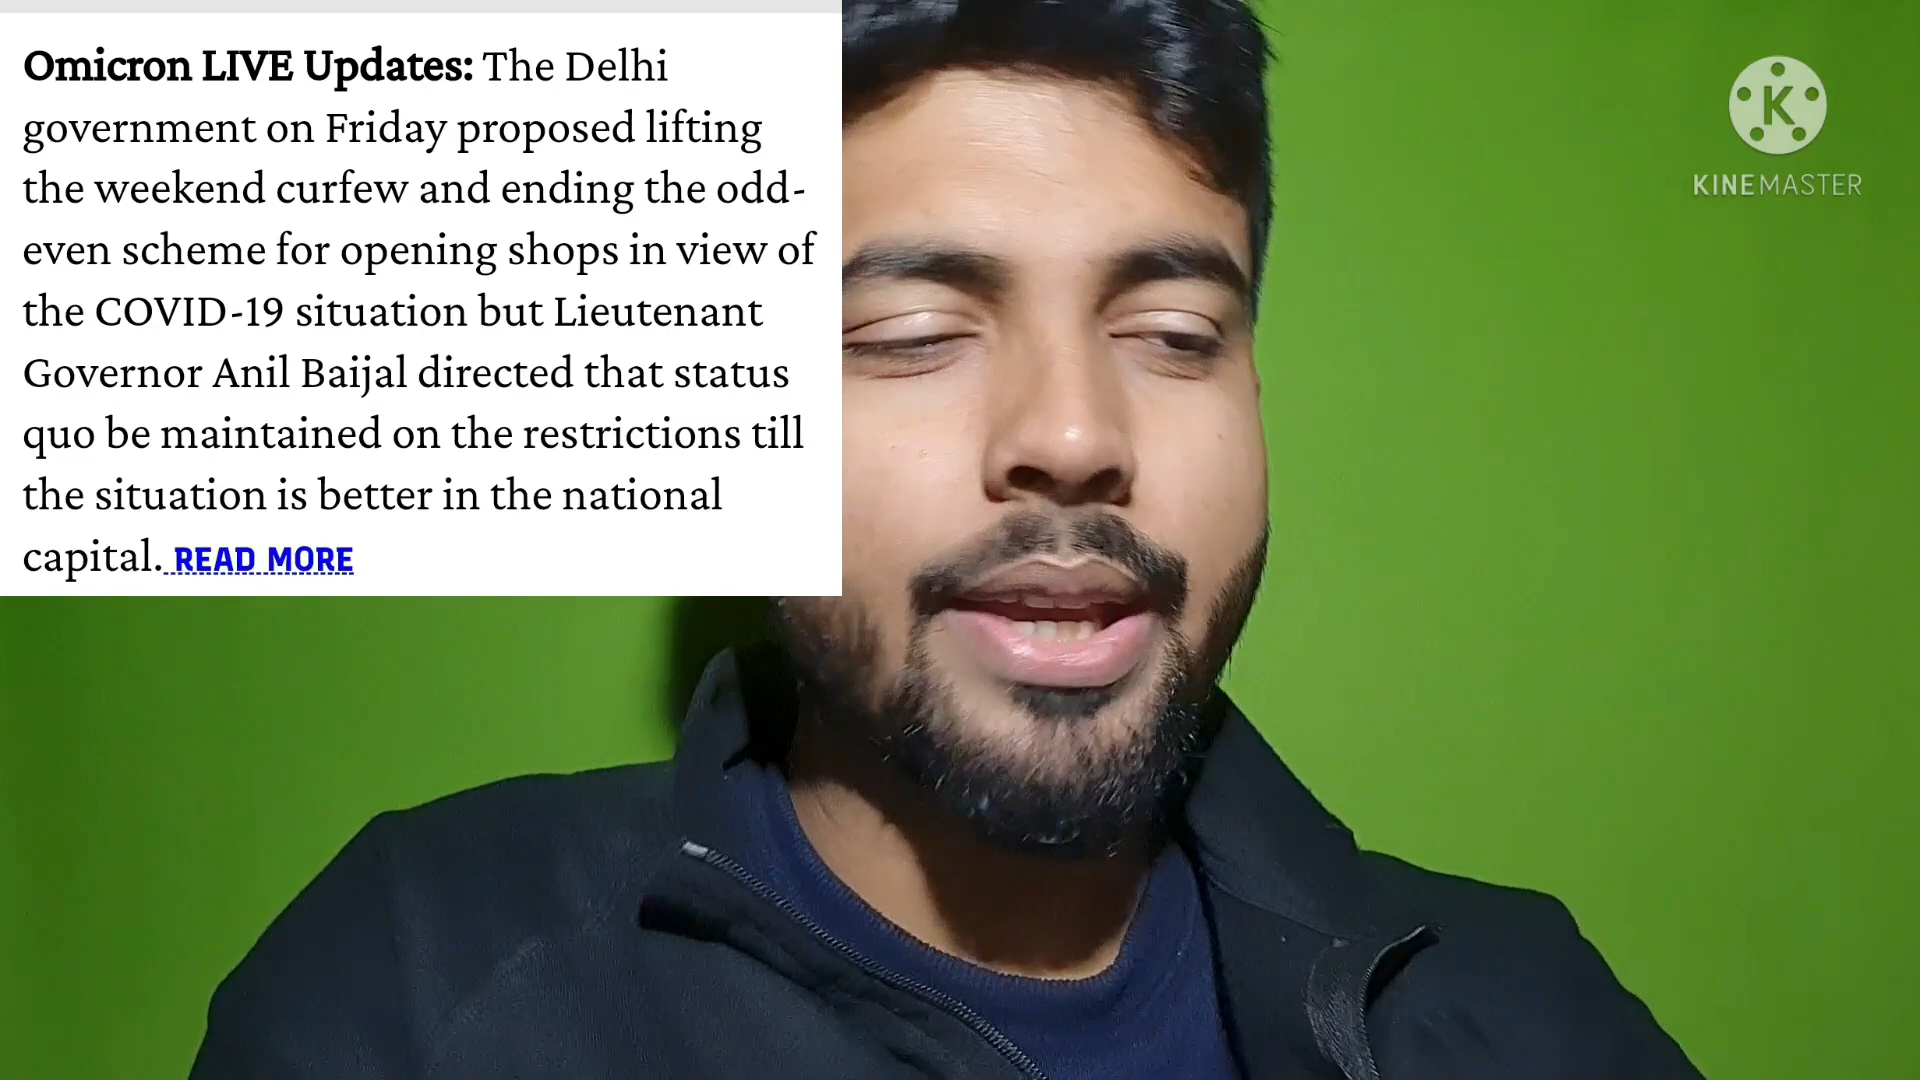 Omicron LIVE Updates: The Delhi
government on Friday proposed lifting
the weekend curfew and ending the odd-
even scheme for opening shops in view of
the COVID-19 situation but Lieutenant
Governor Anil Baijal directed that status
quo be maintained on the restrictions till
the situation is better in the national
capital. READ MORE
K
KINEMASTER